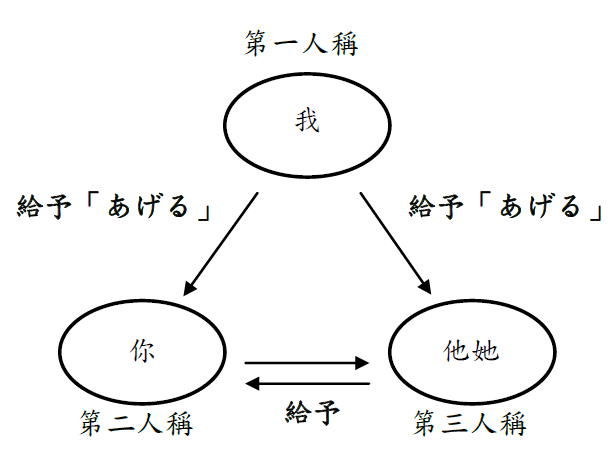 第一人稱
我
給予「あげる」
給予「あげる」
你
他她
給予
第二人稱
第三人稱